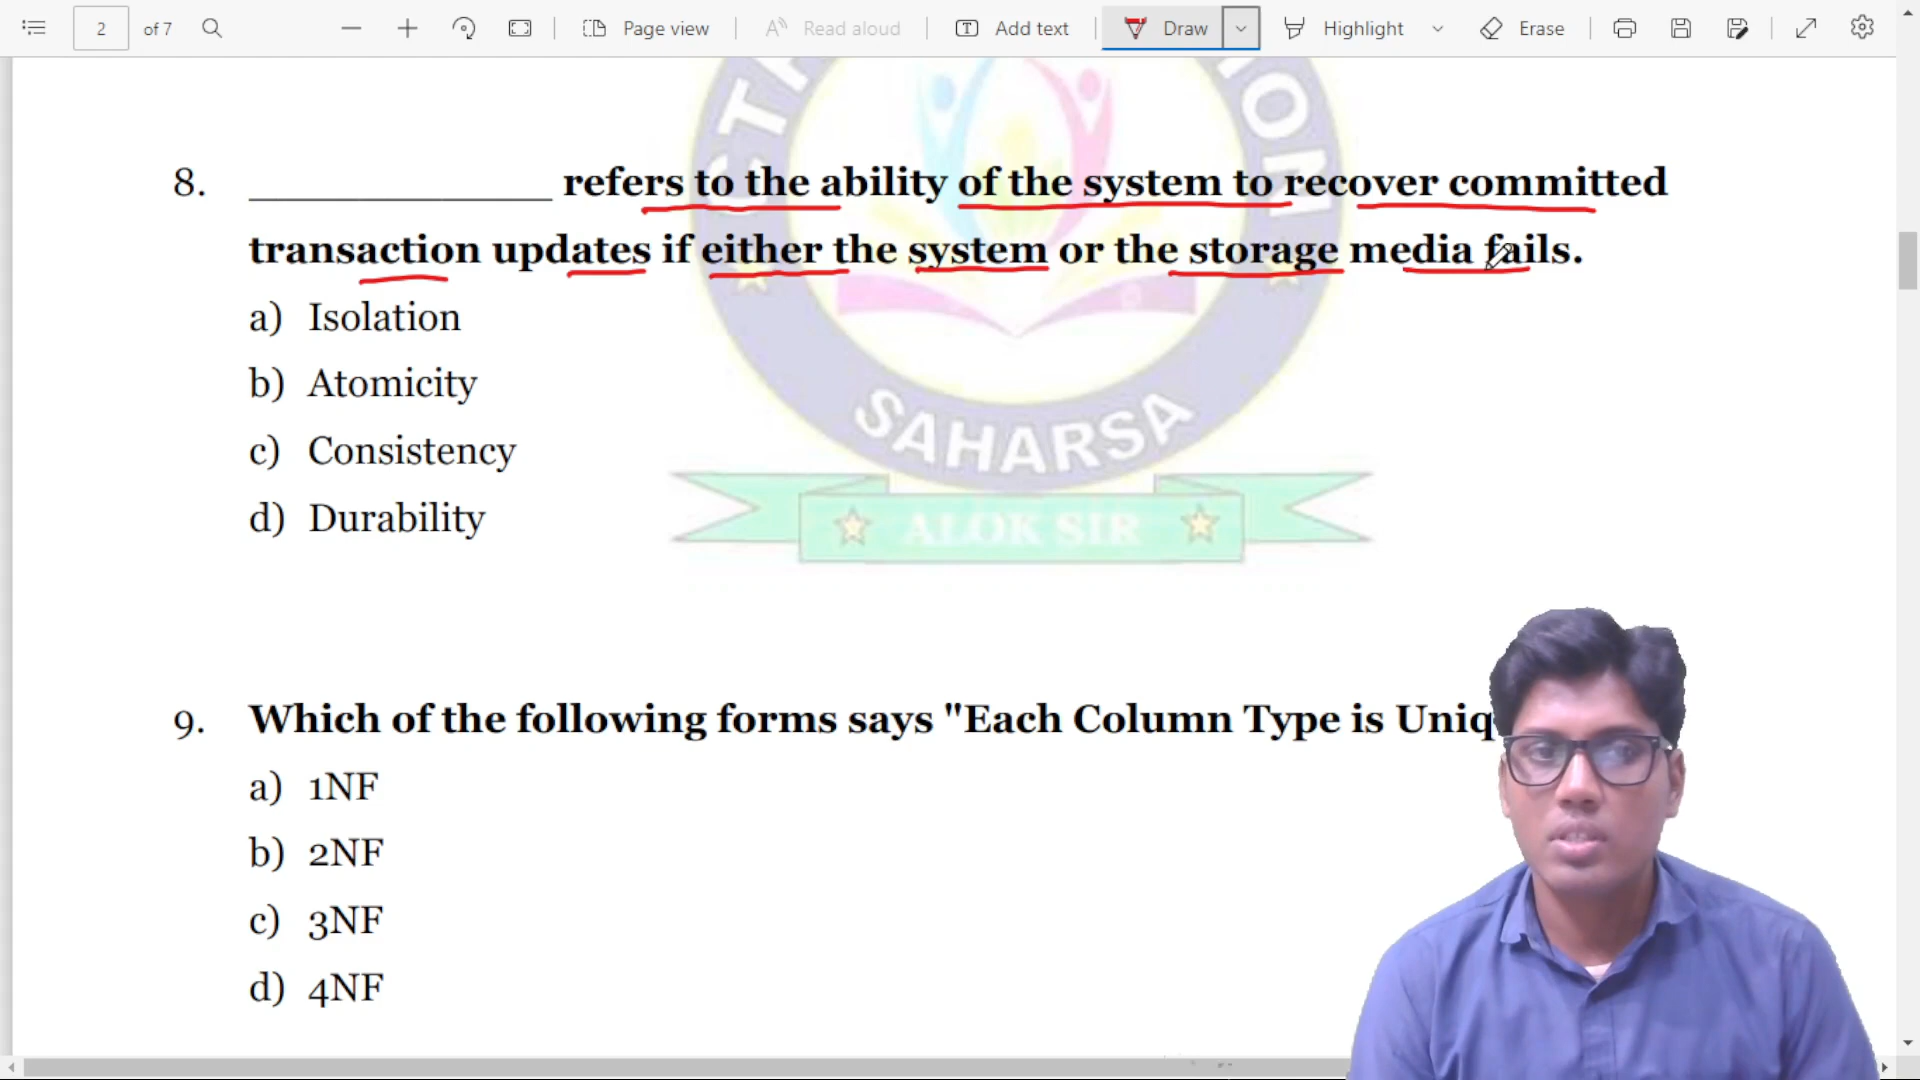 2 of 7 Page view Read aloud Add text Draw Highlight Erase
8. ______________ refers to the ability of the system to recover committed
transaction updates if either the system or the storage media fails.
a) Isolation
b) Atomicity
c) Consistency
d) Durability
SAHARSA
ALOK SIR
9. Which of the following forms says "Each Column Type is
a) 1NF
b) 2NF
c) 3NF
d) 4NF